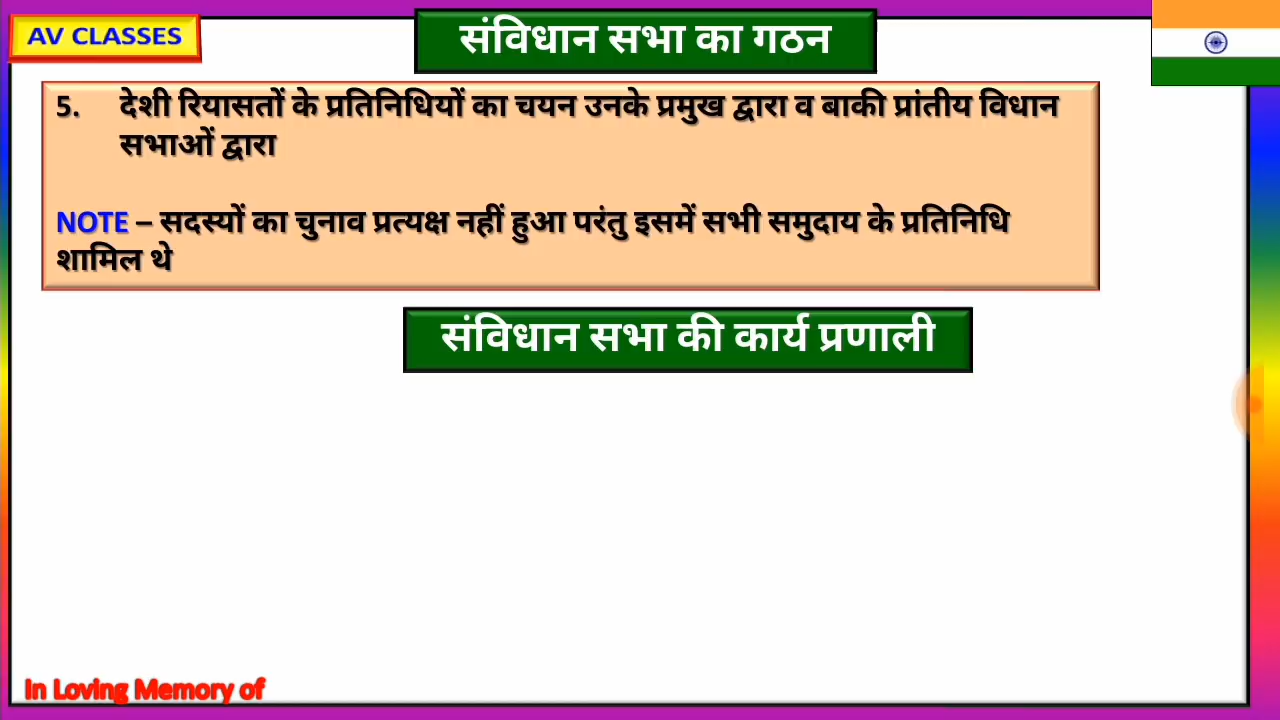 AV CLASSES
संविधान सभा का गठन
5. देशी रियासतों के प्रतिनिधियों का चयन उनके प्रमुख द्वारा व बाकी प्रांतीय विधान
सभाओं द्वारा
NOTE – सदस्यों का चुनाव प्रत्यक्ष नहीं हुआ परंतु इसमें सभी समुदाय के प्रतिनिधि
शामिल थे
संविधान सभा की कार्य प्रणाली
In Loving Memory of